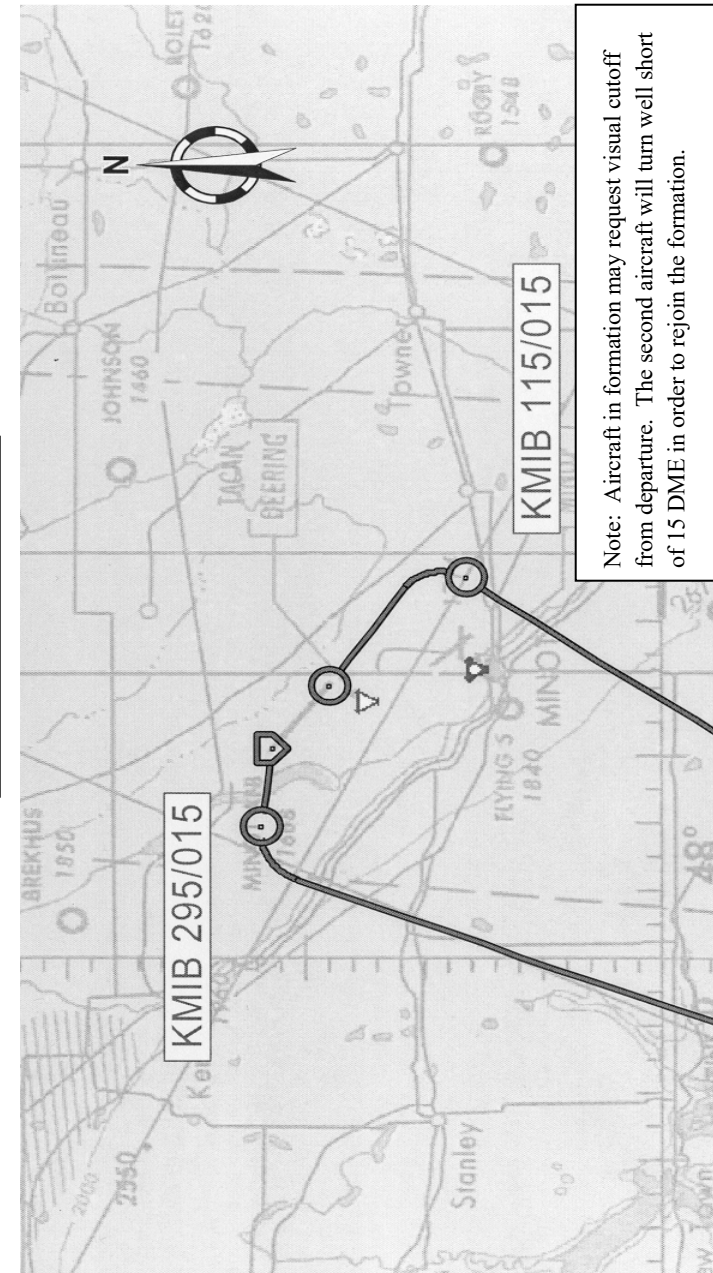 BREKHUS
1850
KMIB 295/015
Bottineau
JOHNSON
1460
TACAN
DEERING
N
ROLET
1620
RUGBY
1548
Towner
KMIB 115/015
FLYING S
1840
MINOT
Stanley
2550
2000
48°
Note: Aircraft in formation may request visual cutoff
from departure. The second aircraft will turn well short
of 15 DME in order to rejoin the formation.